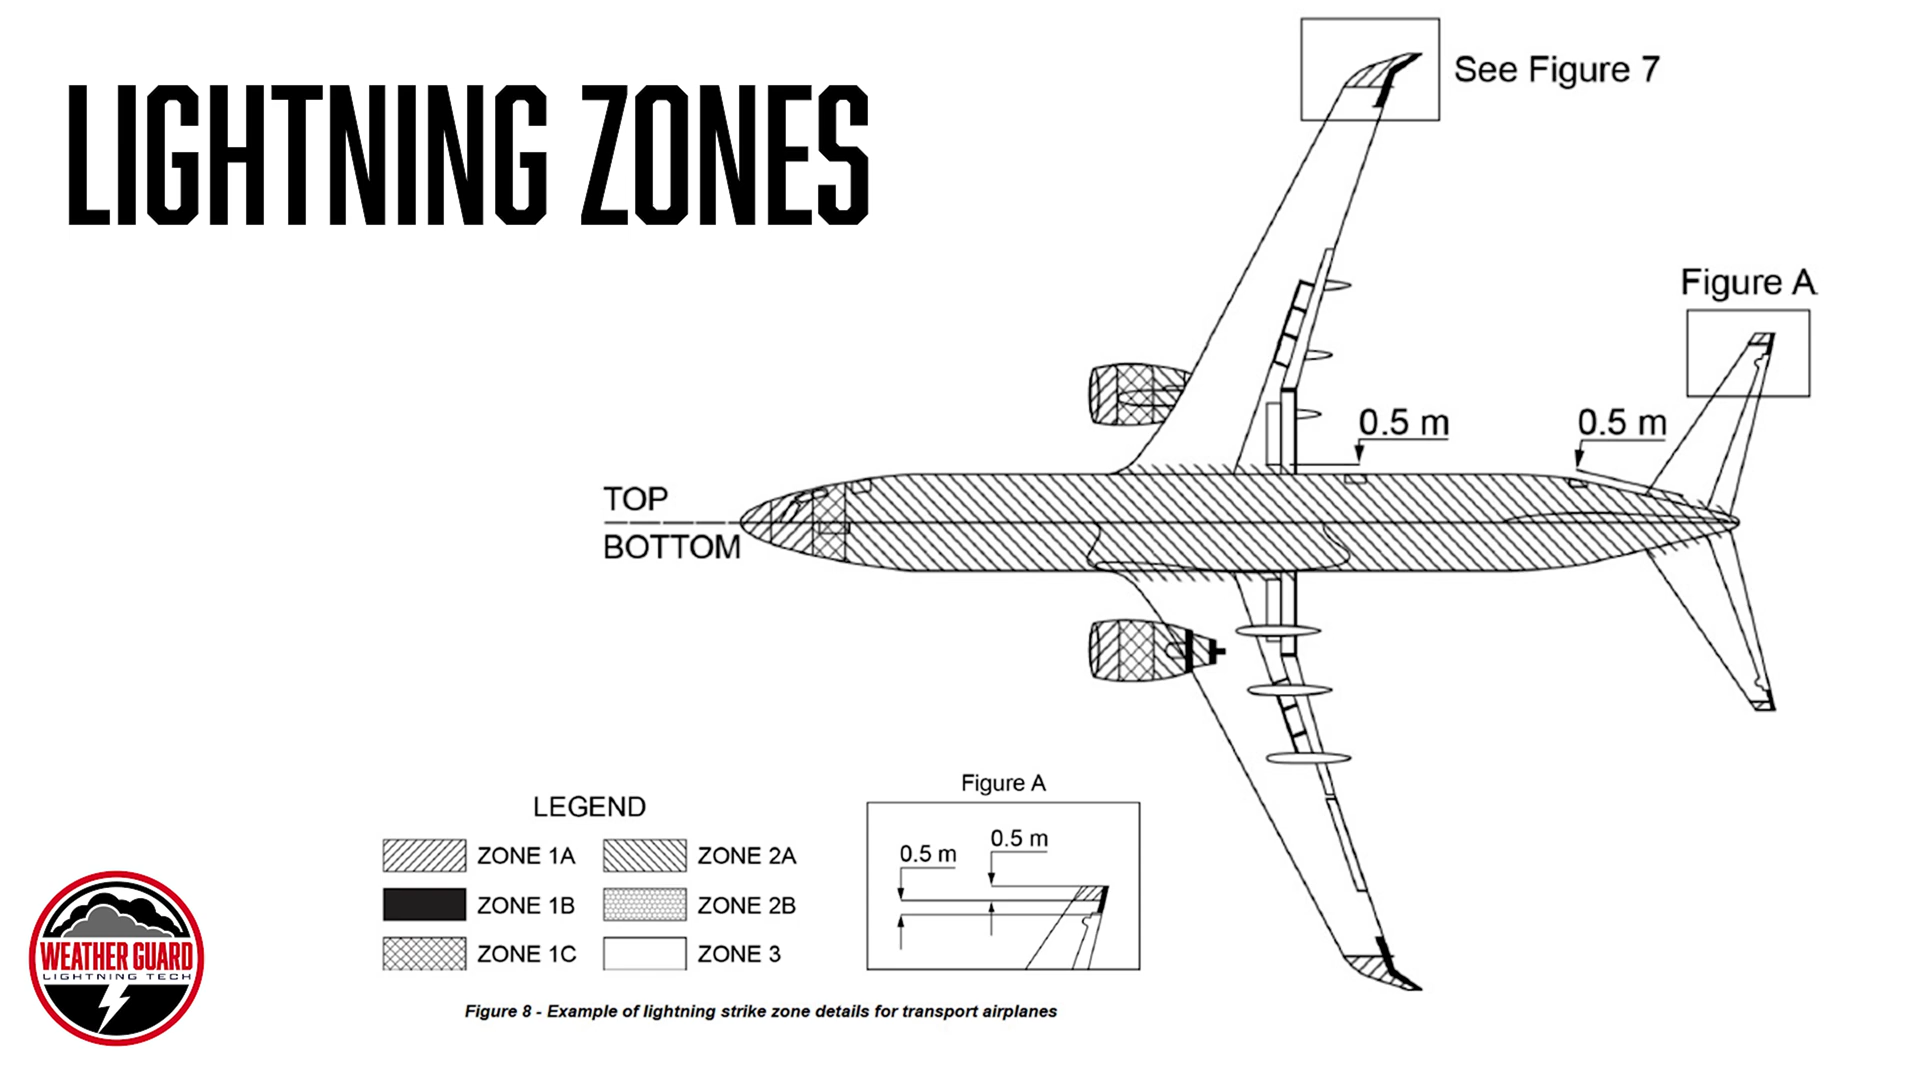 LIGHTNING ZONES
See Figure 7
Figure A
0.5 m
0.5 m
TOP
BOTTOM
LEGEND
ZONE 1A
ZONE 2A
ZONE 1B
ZONE 2B
ZONE 1C
ZONE 3
Figure A
0.5 m
0.5 m
Figure 8 - Example of lightning strike zone details for transport airplanes
WEATHER GUARD
LIGHTNING TECH